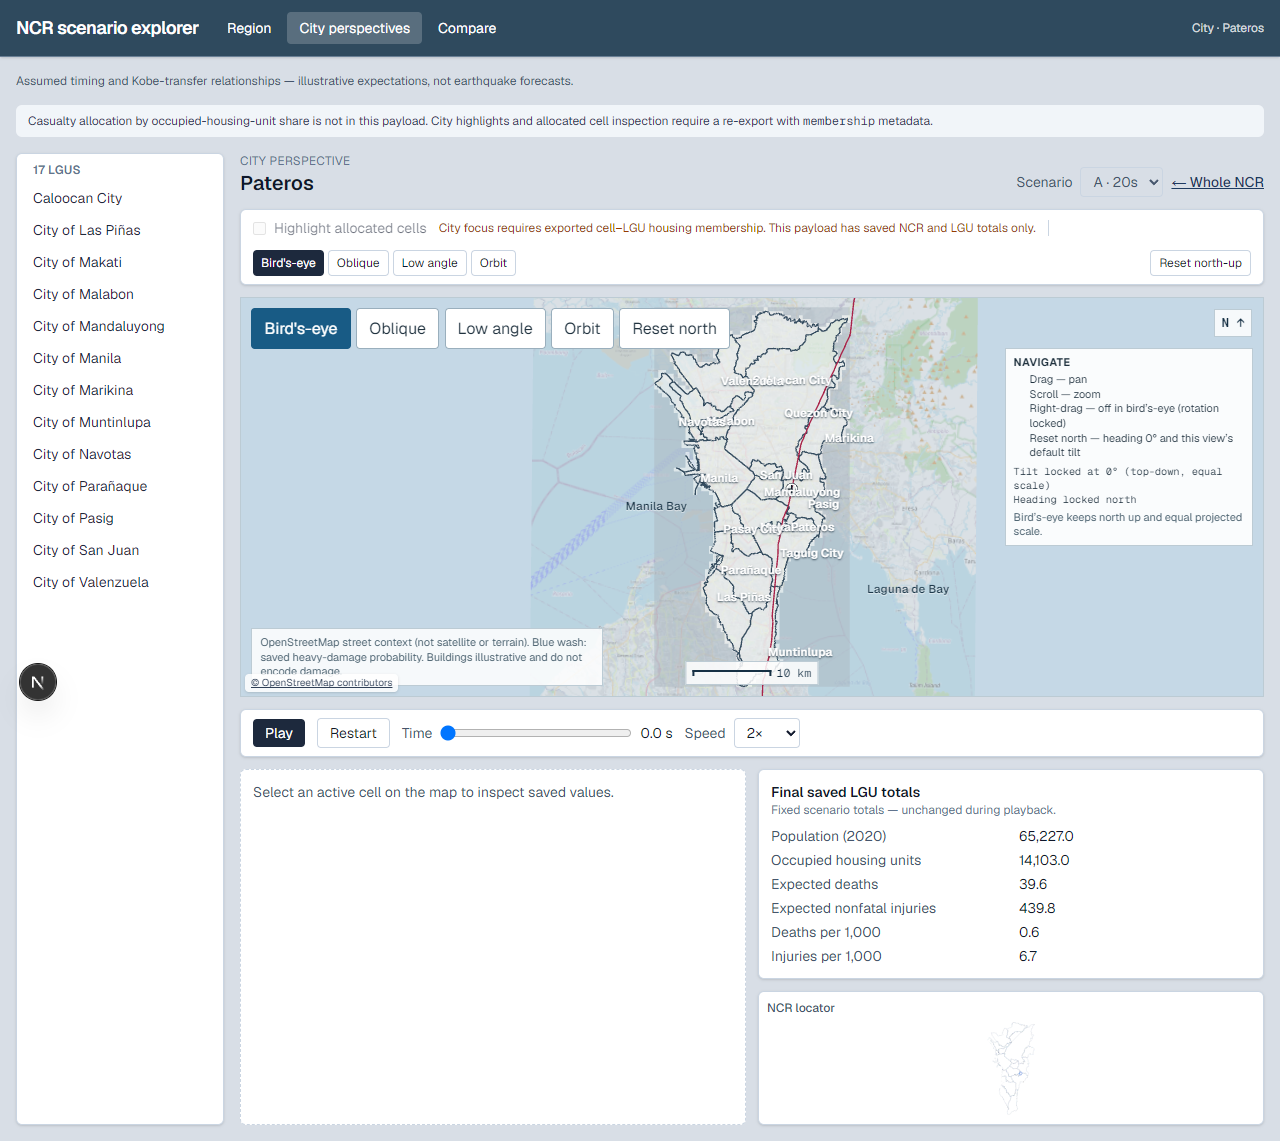 NCR scenario explorer
Region
City perspectives
Compare
City · Pateros
Assumed timing and Kobe-transfer relationships — illustrative expectations, not earthquake forecasts.
Casualty allocation by occupied-housing-unit share is not in this payload. City highlights and allocated cell inspection require a re-export with membership metadata.
17 LGUS
Caloocan City
City of Las Piñas
City of Makati
City of Malabon
City of Mandaluyong
City of Manila
City of Marikina
City of Muntinlupa
City of Navotas
City of Parañaque
City of Pasig
City of San Juan
City of Valenzuela
CITY PERSPECTIVE
Pateros
Scenario
A · 20s
← Whole NCR
Highlight allocated cells
City focus requires exported cell–LGU housing membership. This payload has saved NCR and LGU totals only.
Bird's-eye
Oblique
Low angle
Orbit
Reset north-up
Bird's-eye
Oblique
Low angle
Orbit
Reset north
N ↑
NAVIGATE
Drag — pan
Scroll — zoom
Right-drag — off in bird's-eye (rotation
locked)
Reset north — heading 0° and this view's
default tilt
Tilt locked at 0° (top-down, equal
scale)
Heading locked north
Bird's-eye keeps north up and equal projected
scale.
Quezon City
Marikina
Manila
San Juan
Mandaluyong
Pasig
Manila Bay
Pasay City
Pateros
Taguig City
Parañaque
Las Piñas
Laguna de Bay
Muntinlupa
10 km
OpenStreetMap street context (not satellite or terrain). Blue wash:
saved heavy-damage probability. Buildings illustrative and do not
encode damage.
© OpenStreetMap contributors
N
Play
Restart
Time
0.0 s
Speed
2×
Select an active cell on the map to inspect saved values.
Final saved LGU totals
Fixed scenario totals — unchanged during playback.
Population (2020) 65,227.0
Occupied housing units 14,103.0
Expected deaths 39.6
Expected nonfatal injuries 439.8
Deaths per 1,000 0.6
Injuries per 1,000 6.7
NCR locator